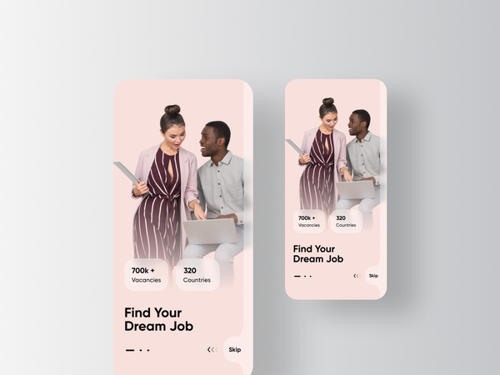 700k +
Vacancies
320
Countries
Find Your
Dream Job
Skip
700k +
Vacancies
320
Countries
Find Your
Dream Job
Skip